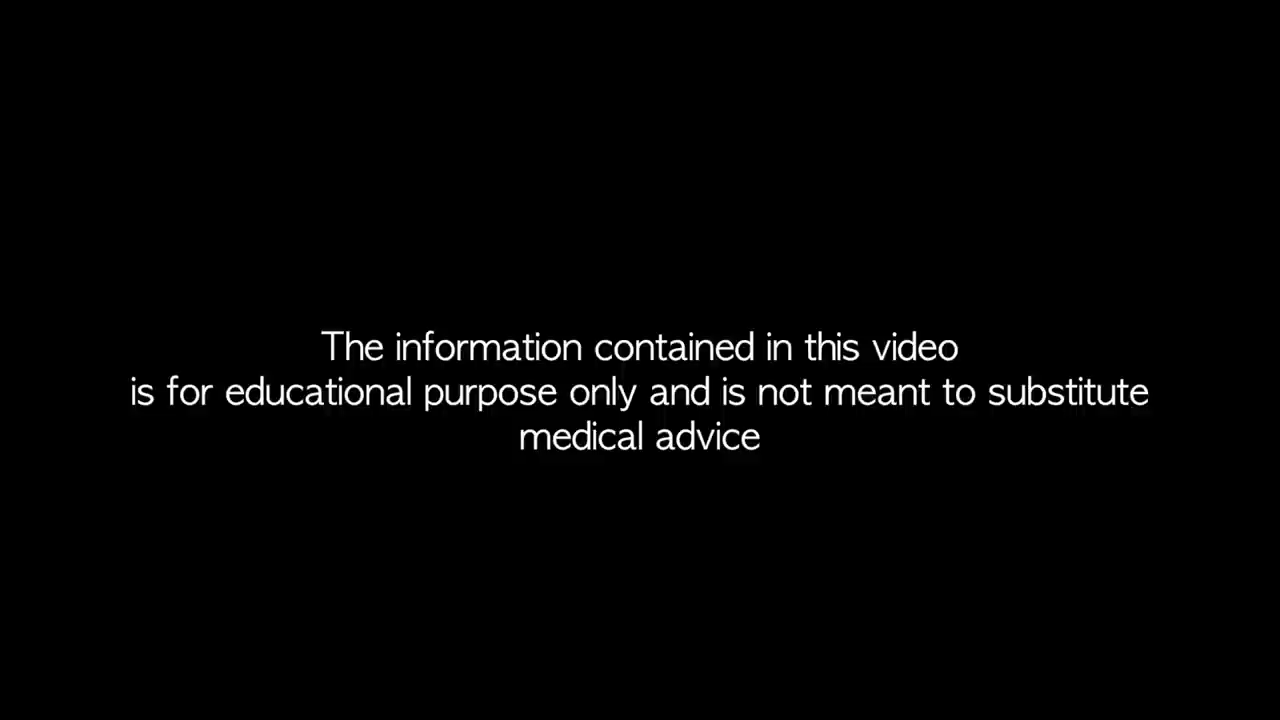 The information contained in this video
is for educational purpose only and is not meant to substitute
medical advice